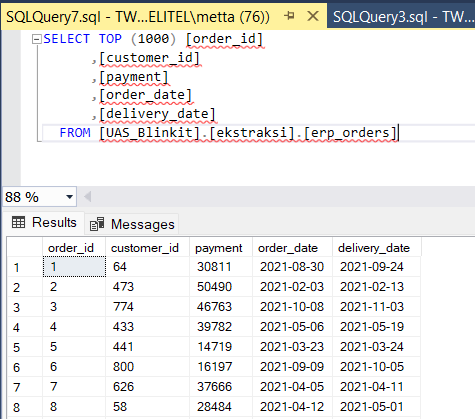 SQLQuery7.sql - TW...ELITEL\metta (76))* SQLQuery3.sql - TW...
SELECT TOP (1000) [order_id]
,[customer_id]
,[payment]
,[order_date]
,[delivery_date]
FROM [UAS_Blinkit].[ekstraksi].[erp_orders]
88 %
Results Messages
order_id customer_id payment order_date delivery_date
1 1 64 30811 2021-08-30 2021-09-24
2 2 473 50490 2021-02-03 2021-02-13
3 3 774 46763 2021-10-08 2021-11-03
4 4 433 39782 2021-05-06 2021-05-19
5 5 441 14719 2021-03-23 2021-03-24
6 6 800 16197 2021-09-09 2021-10-05
7 7 626 37666 2021-04-05 2021-04-11
8 8 58 28484 2021-04-12 2021-05-01